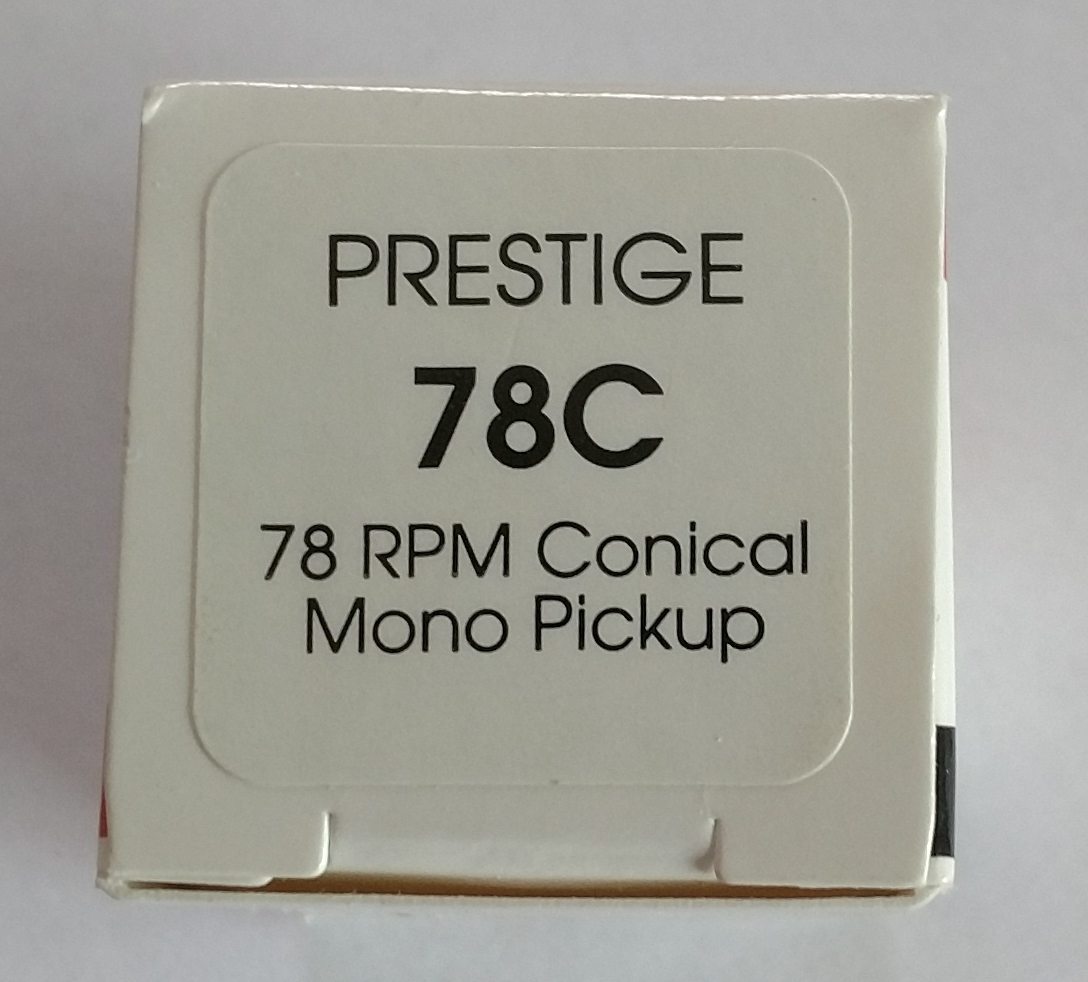 PRESTIGE
78C
78 RPM Conical
Mono Pickup